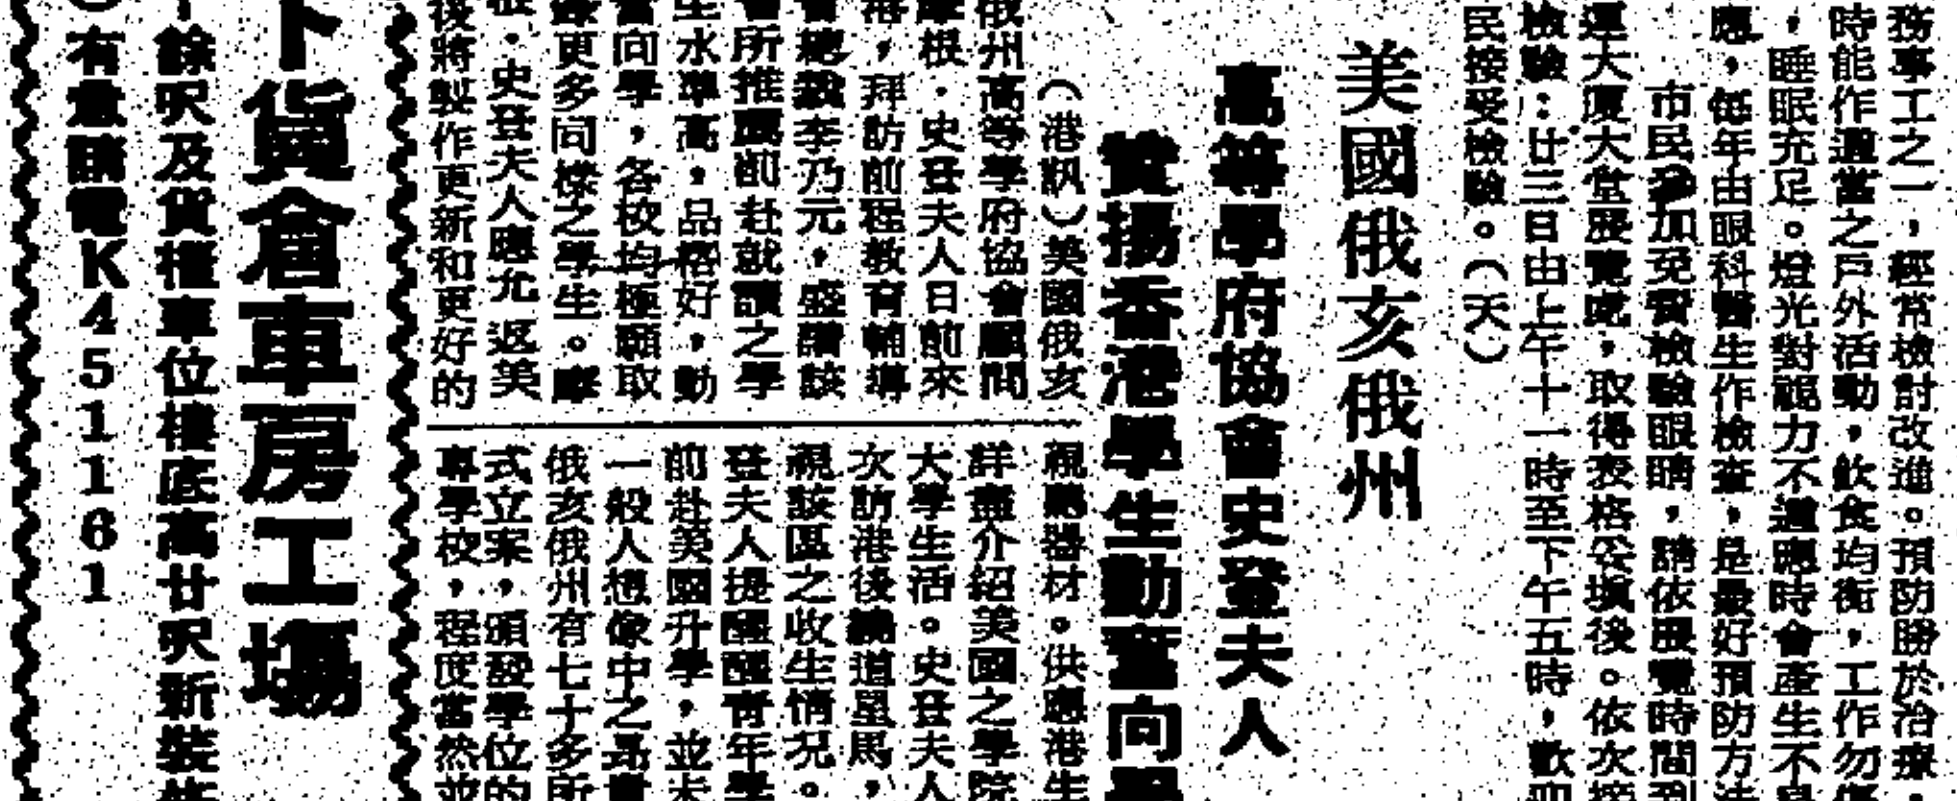 務事工之一，經常檢討改進。預防勝於治療，
時能作適當之戶外活動，飲食均衡，工作勿
，睡眠充足。燈光對視力不適應時會產生不良
應，每年由眼科醫生作檢查，是最好預防方法
市民參加免費檢驗眼睛，請依展覽時間到
運大廈大堂展覽處，取得表格公填後。依次接
檢驗：廿三日由上午十一時至下午五時，歡迎
民接受檢驗。（天）
美國俄亥俄州
高等學府協會史登夫人
贊揚香港學生勤奮向學
（港訊）美國俄亥
俄州高等學府協會顧問
摩根．史登夫人日前來
港，拜訪前程教育輔導
會總裁李乃元，盛讚該
會所推薦前赴就讀之學
生水準高，品格好，勤
奮向學，各校均極願取
錄更多同樣之學生。摩
根．史登夫人應允返美
後將製作更新和更好的
視聽器材。供應港生
詳盡介紹美國之學院
大學生活。史登夫人
次訪港後繞道星馬，
視該區之收生情況。
登夫人提醒青年學
前赴美國升學，並未
一般人想像中之昂貴
俄亥俄州有七十多所
式立案，頒發學位的
專學校，程度當然並
卜貨倉車房工場
餘呎及貨櫃車位樓底高廿呎新裝修
有意請電K451161